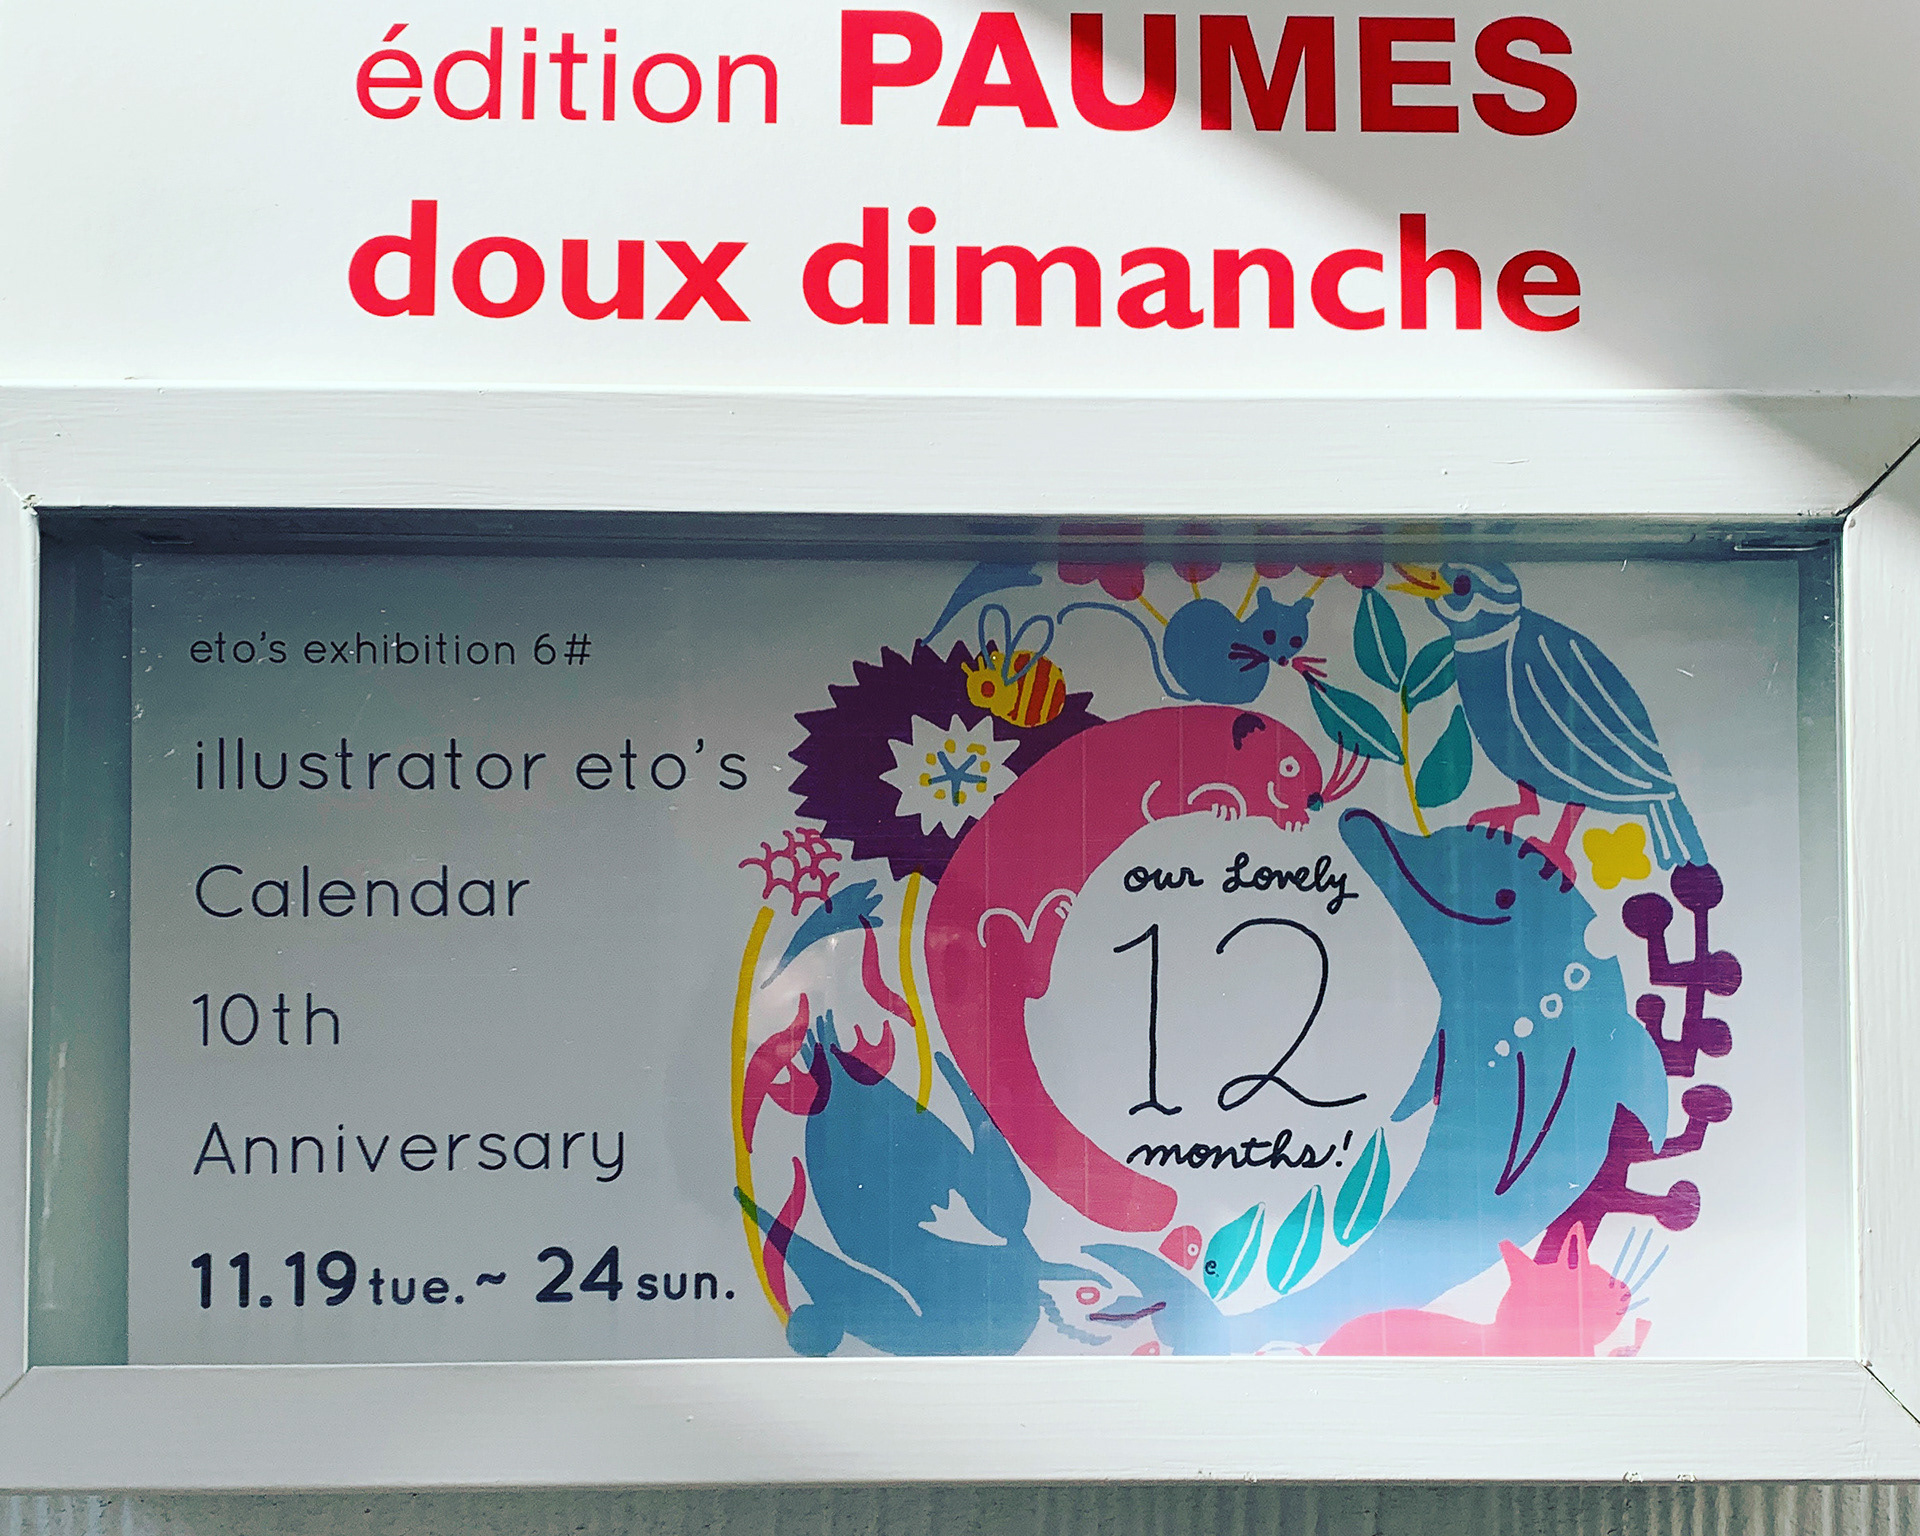 édition PAUMES
doux dimanche
eto's exhibition 6#
illustrator eto's
Calendar
10th
Anniversary
11.19 tue. ~ 24 sun.
our Lovely
12
months!
e.